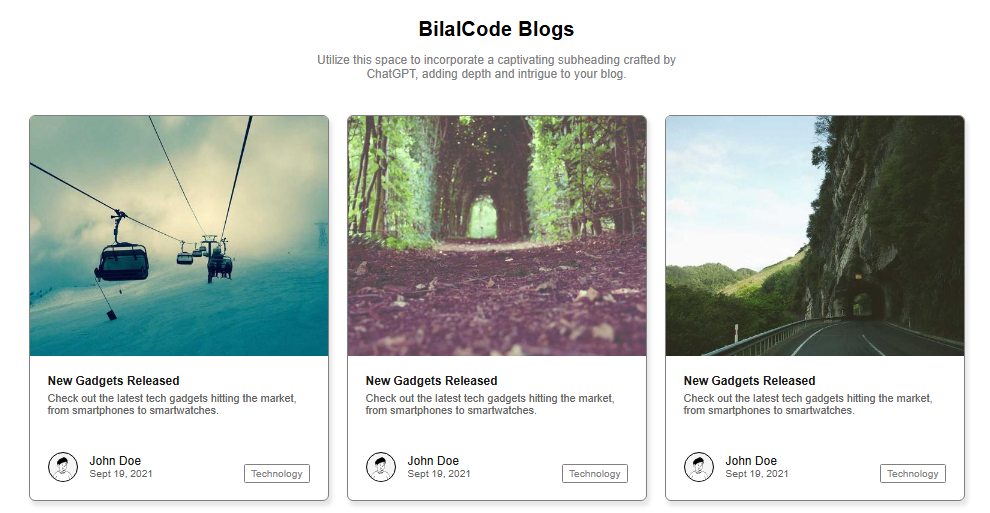 BilalCode Blogs
Utilize this space to incorporate a captivating subheading crafted by
ChatGPT, adding depth and intrigue to your blog.
New Gadgets Released
Check out the latest tech gadgets hitting the market,
from smartphones to smartwatches.
John Doe
Sept 19, 2021
Technology
New Gadgets Released
Check out the latest tech gadgets hitting the market,
from smartphones to smartwatches.
John Doe
Sept 19, 2021
Technology
New Gadgets Released
Check out the latest tech gadgets hitting the market,
from smartphones to smartwatches.
John Doe
Sept 19, 2021
Technology